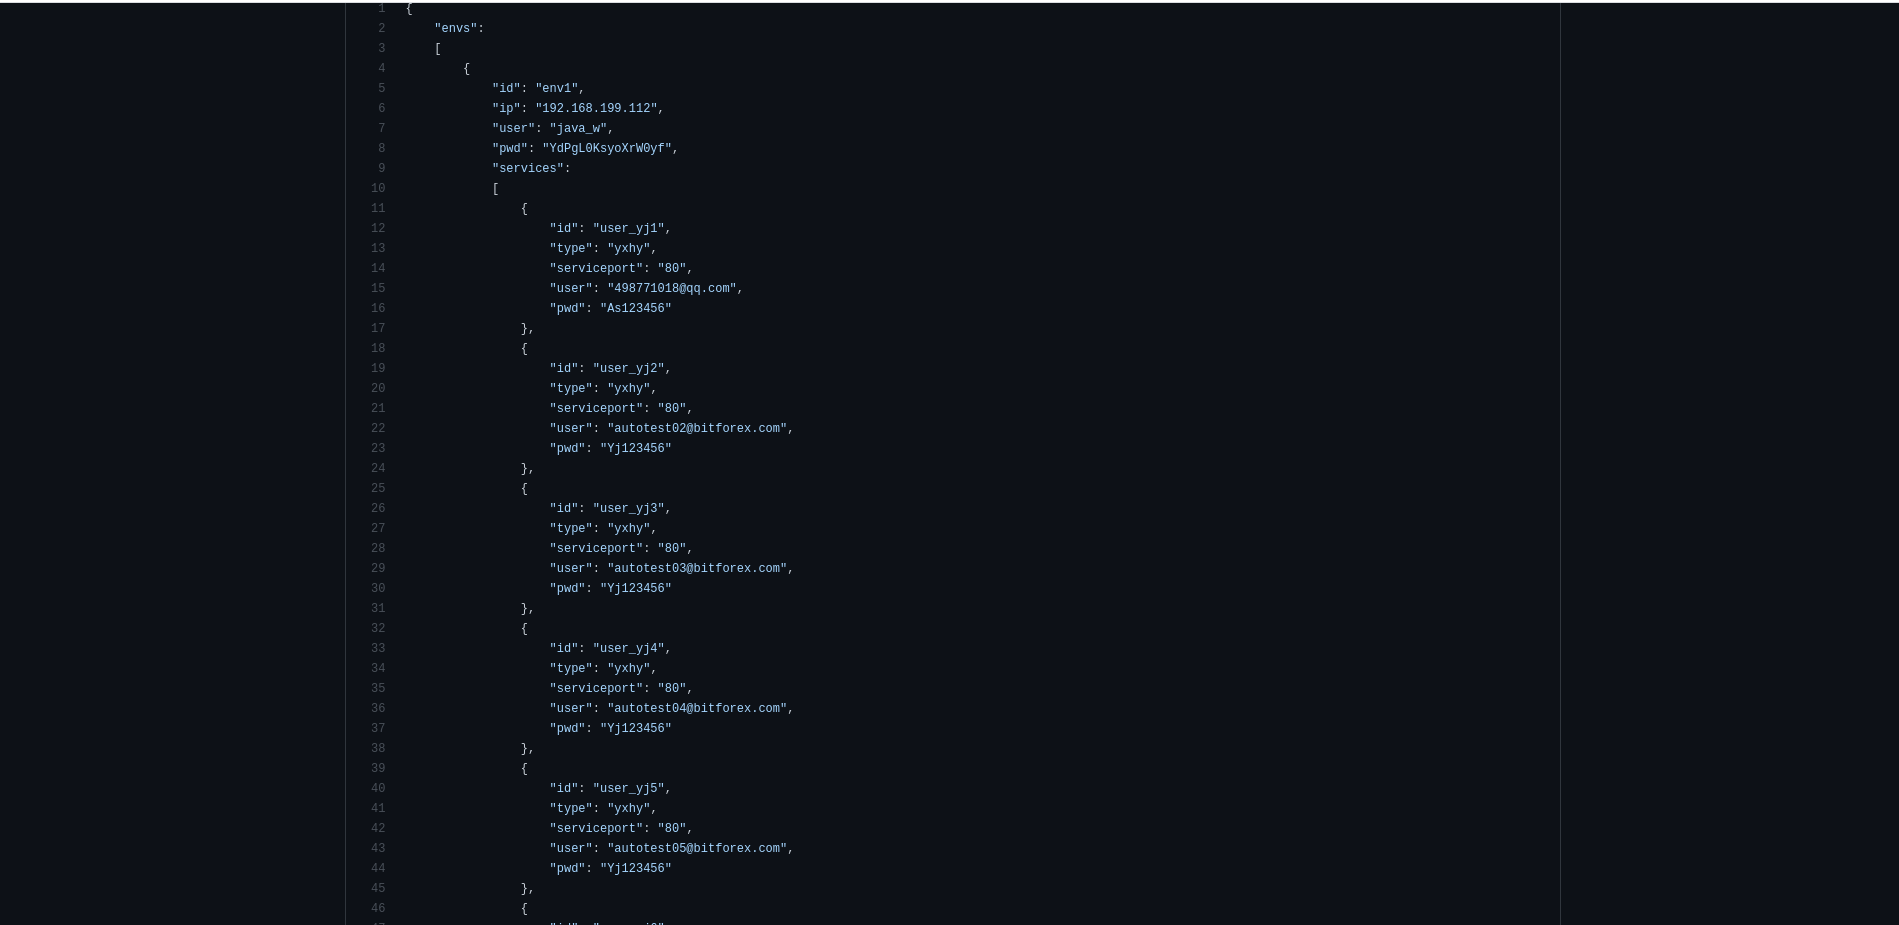 1 {
2 "envs":
3 [
4 {
5 "id": "env1",
6 "ip": "192.168.199.112",
7 "user": "java_w",
8 "pwd": "YdPgL0KsyoXrW0yf",
9 "services":
10 [
11 {
12 "id": "user_yj1",
13 "type": "yxhy",
14 "serviceport": "80",
15 "user": "498771018@qq.com",
16 "pwd": "As123456"
17 },
18 {
19 "id": "user_yj2",
20 "type": "yxhy",
21 "serviceport": "80",
22 "user": "autotest02@bitforex.com",
23 "pwd": "Yj123456"
24 },
25 {
26 "id": "user_yj3",
27 "type": "yxhy",
28 "serviceport": "80",
29 "user": "autotest03@bitforex.com",
30 "pwd": "Yj123456"
31 },
32 {
33 "id": "user_yj4",
34 "type": "yxhy",
35 "serviceport": "80",
36 "user": "autotest04@bitforex.com",
37 "pwd": "Yj123456"
38 },
39 {
40 "id": "user_yj5",
41 "type": "yxhy",
42 "serviceport": "80",
43 "user": "autotest05@bitforex.com",
44 "pwd": "Yj123456"
45 },
46 {